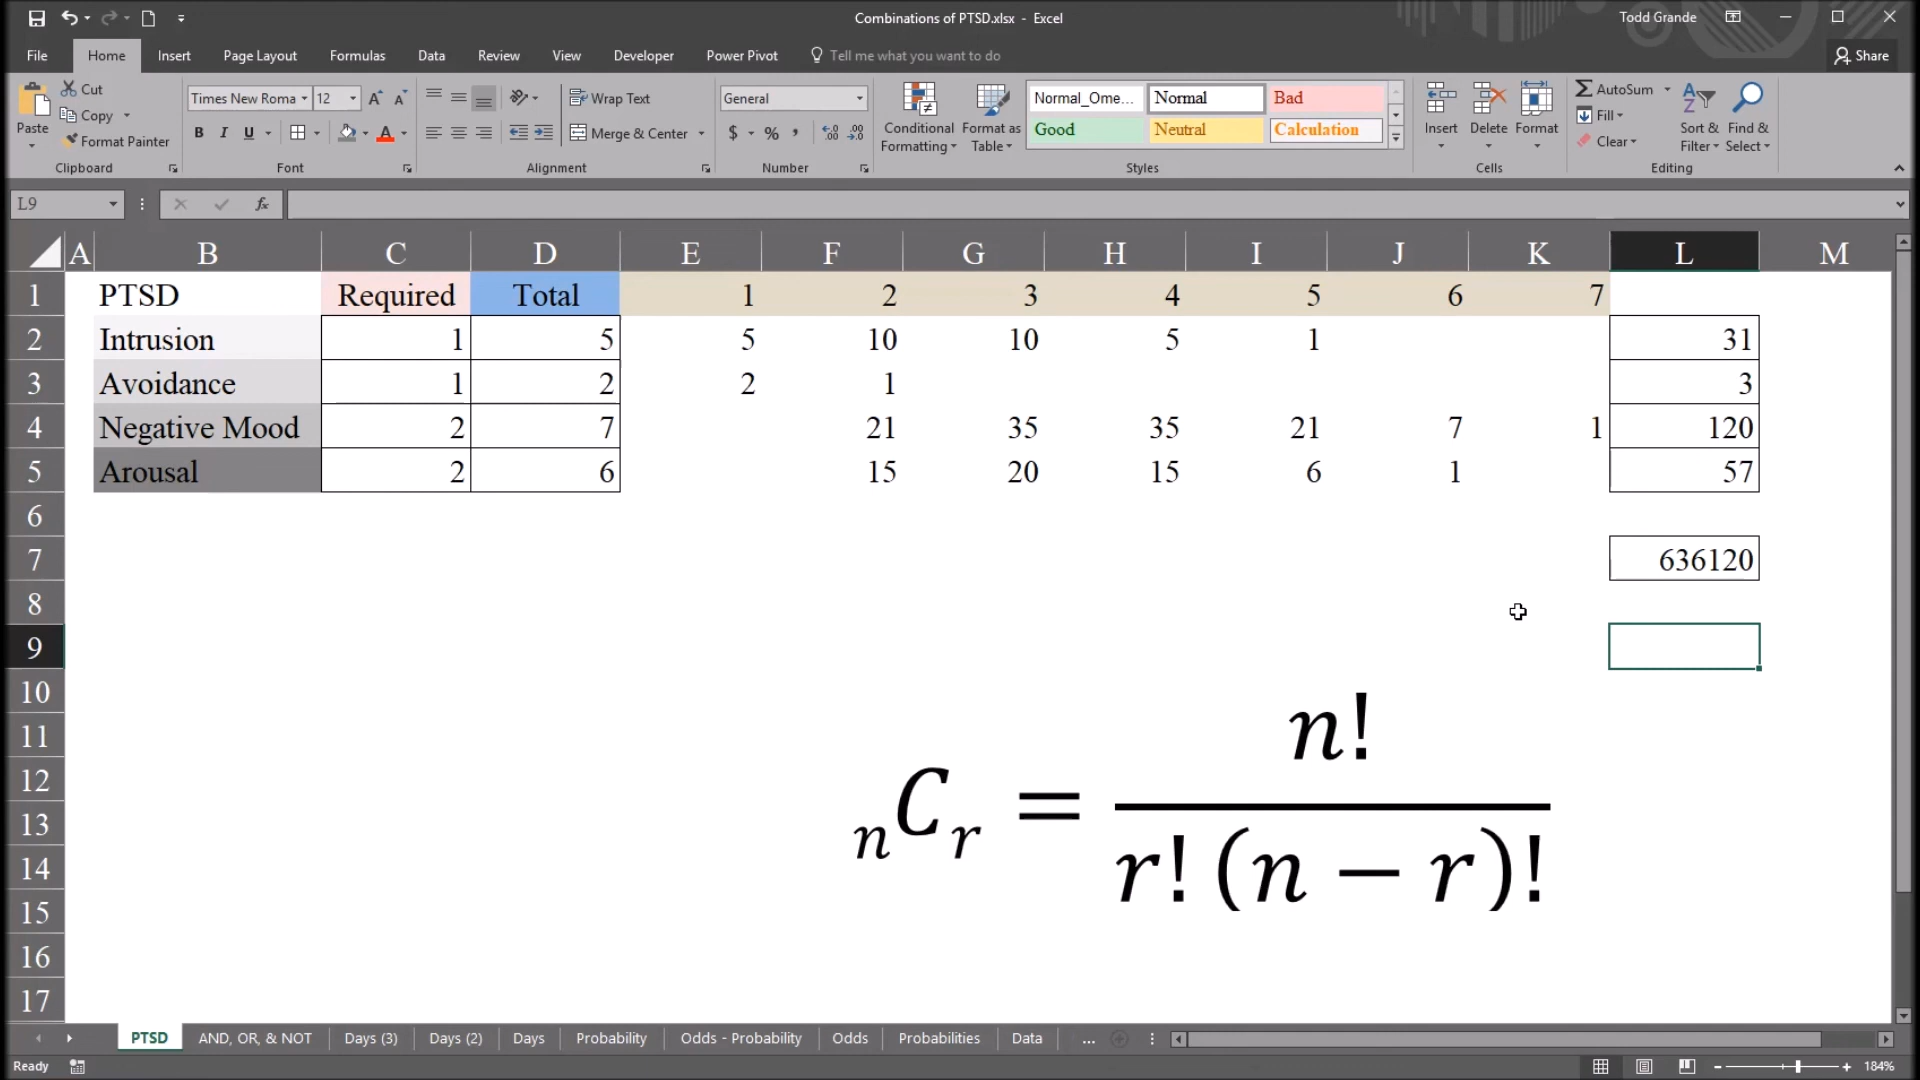 Combinations of PTSD.xlsx - Excel
Todd Grande
File Home Insert Page Layout Formulas Data Review View Developer Power Pivot Tell me what you want to do Share
Paste
Cut
Copy
Format Painter
Clipboard
Times New Roma 12
B I U
Font
Wrap Text
Merge & Center
Alignment
General
$ % ,
Number
Conditional Formatting
Format as Table
Normal_Ome... Normal Bad
Good Neutral Calculation
Styles
Insert Delete Format
Cells
AutoSum
Fill
Clear
Sort & Filter
Find & Select
Editing
L9 fx
A B C D E F G H I J K L M
1 PTSD Required Total 1 2 3 4 5 6 7
2 Intrusion 1 5 5 10 10 5 1 31
3 Avoidance 1 2 2 1 3
4 Negative Mood 2 7 21 35 35 21 7 1 120
5 Arousal 2 6 15 20 15 6 1 57
6
7 636120
8
9
10
11
12
13
14
15
16
17
n!
nCr =
r! (n − r)!
PTSD AND, OR, & NOT Days (3) Days (2) Days Probability Odds - Probability Odds Probabilities Data ...
Ready 184%